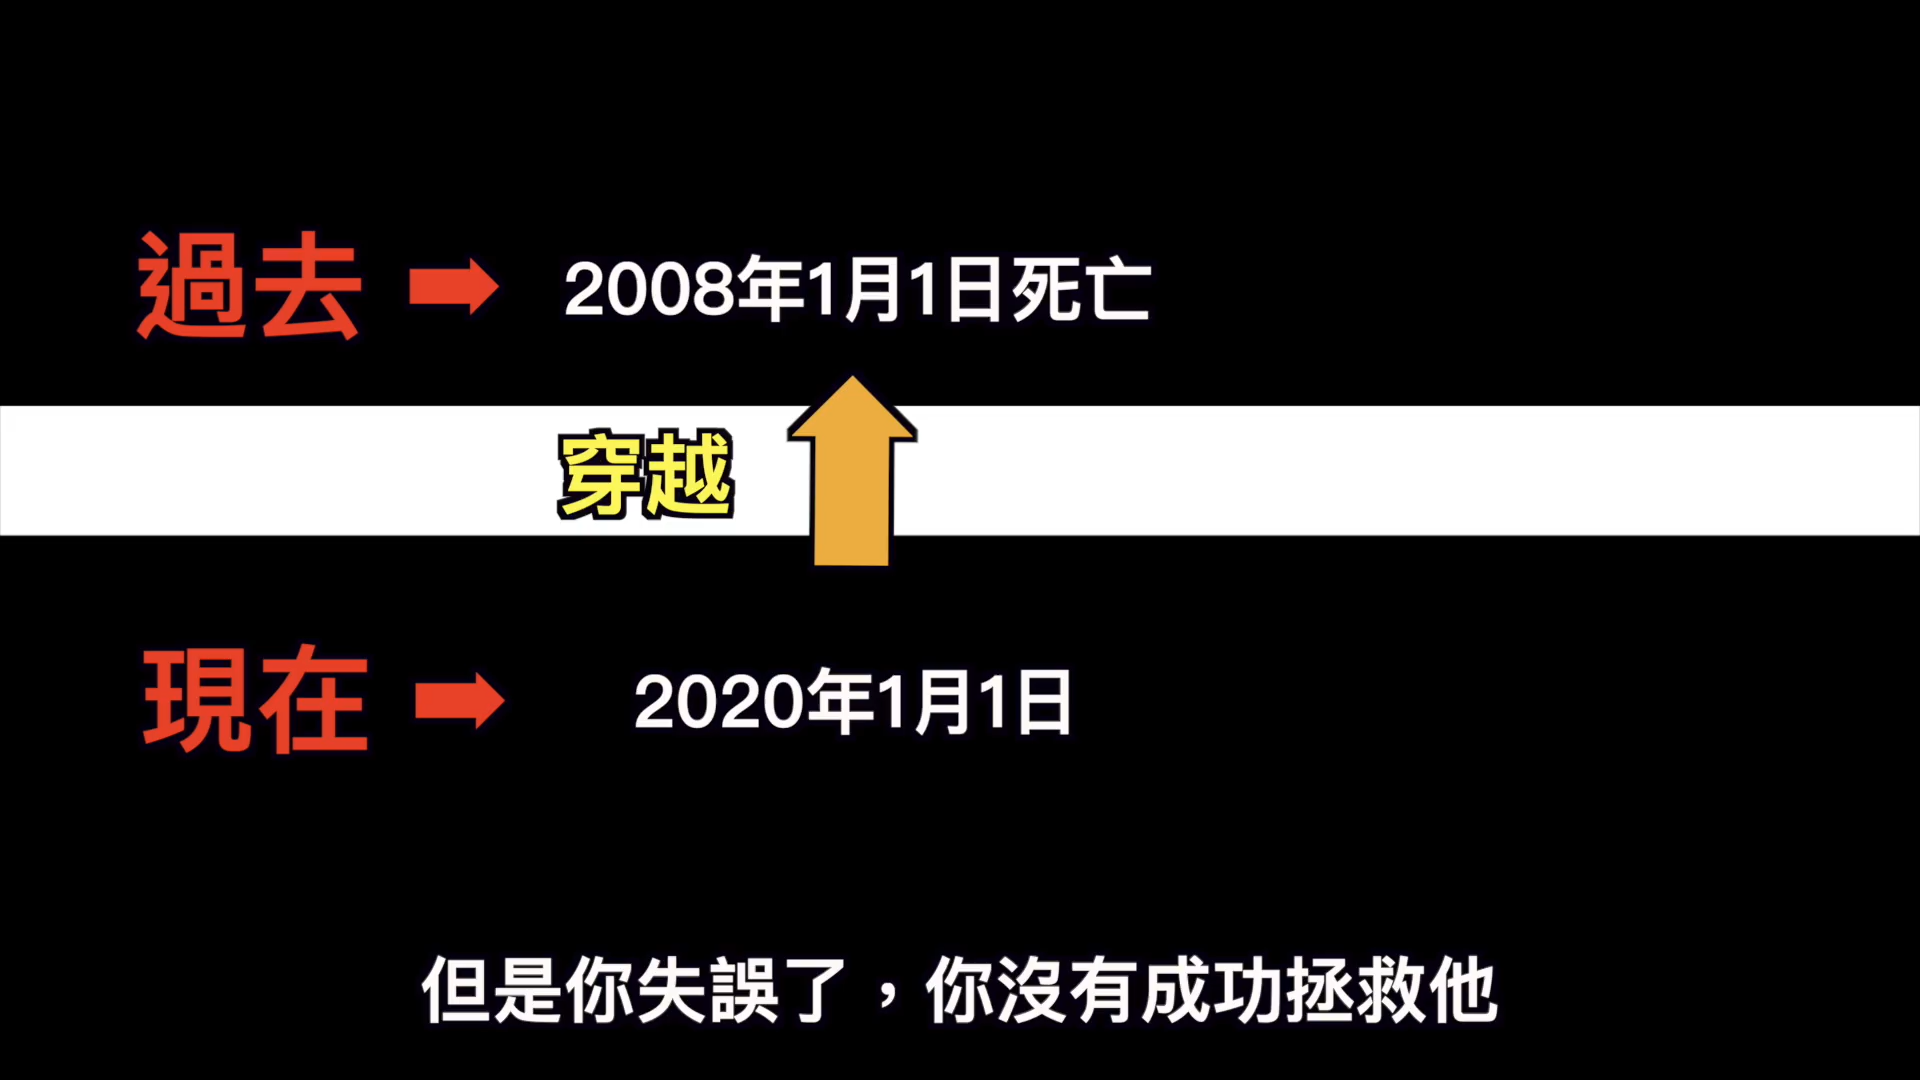 過去 2008年1月1日死亡
穿越
現在 2020年1月1日
但是你失誤了，你沒有成功拯救他